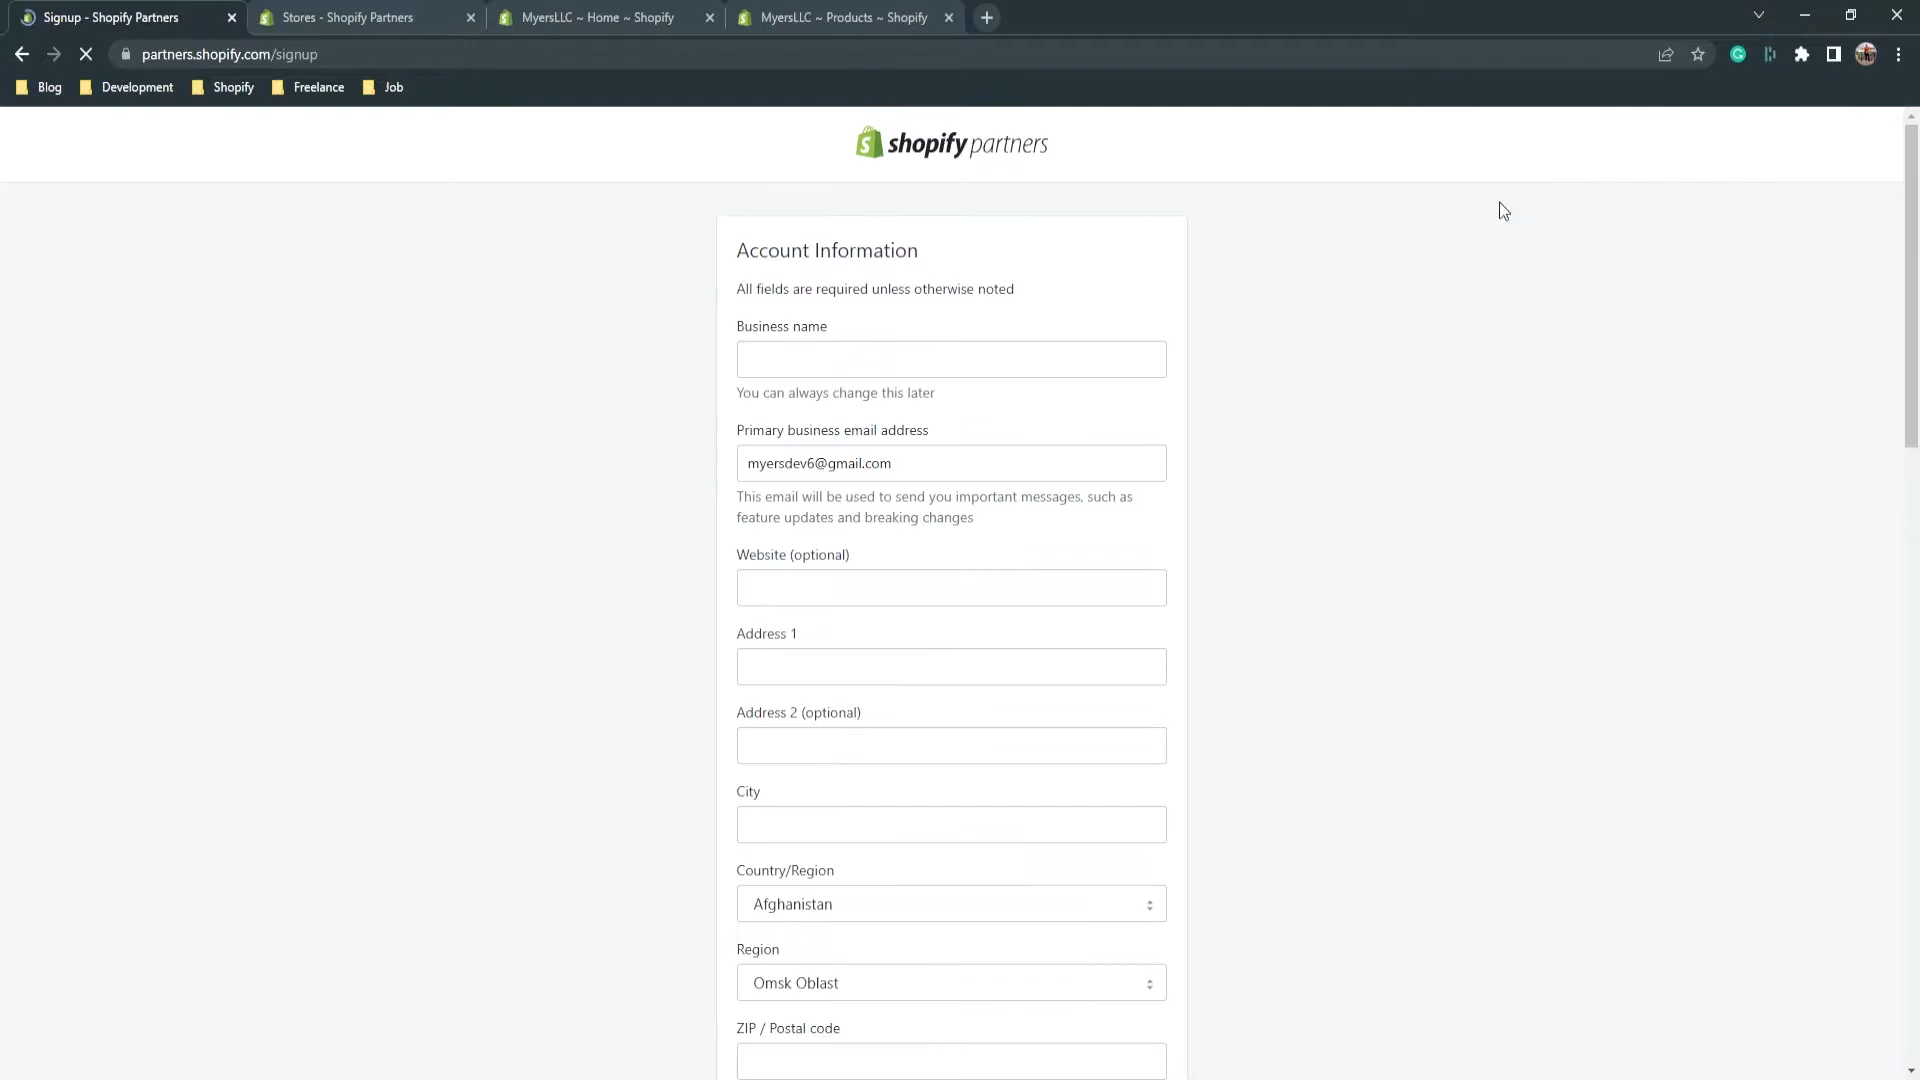 Signup - Shopify Partners
Stores - Shopify Partners
MyersLLC ~ Home ~ Shopify
MyersLLC ~ Products ~ Shopify
partners.shopify.com/signup
Blog
Development
Shopify
Freelance
Job
shopify partners
Account Information
All fields are required unless otherwise noted
Business name
You can always change this later
Primary business email address
myersdev6@gmail.com
This email will be used to send you important messages, such as
feature updates and breaking changes
Website (optional)
Address 1
Address 2 (optional)
City
Country/Region
Afghanistan
Region
Omsk Oblast
ZIP / Postal code